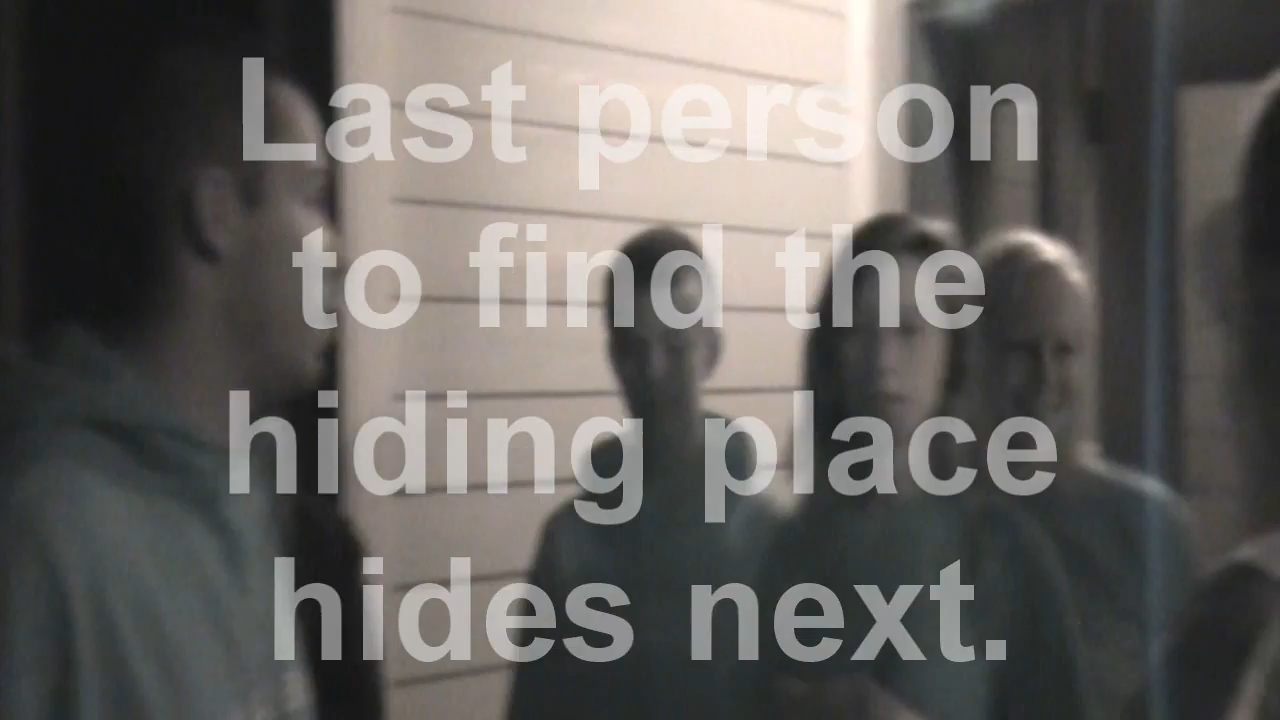 Last person
to find the
hiding place
hides next.